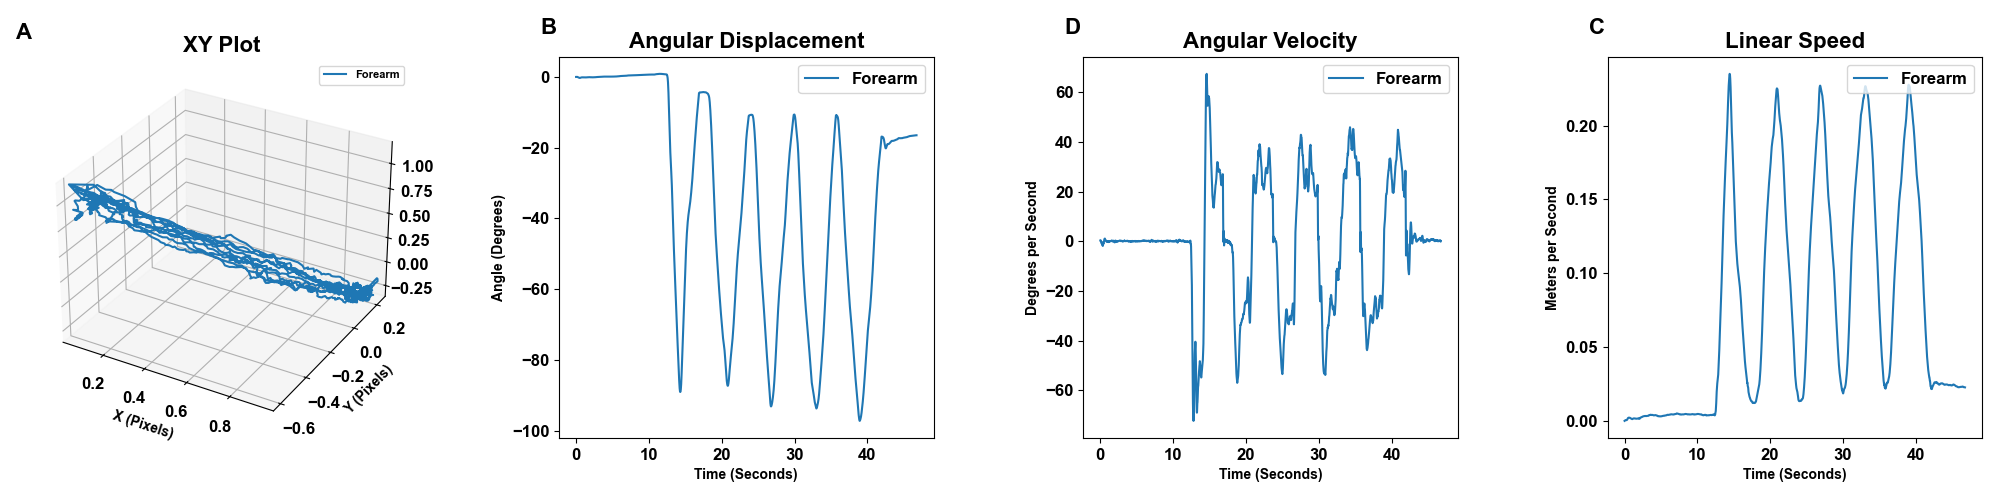 A
XY Plot
Forearm
1.00
0.75
0.50
0.25
0.00
−0.25
0.2
0.0
−0.2
−0.4
−0.6
Y (Pixels)
0.2
0.4
0.6
0.8
X (Pixels)
B
Angular Displacement
Forearm
0
−20
−40
−60
−80
−100
Angle (Degrees)
0 10 20 30 40
Time (Seconds)
D
Angular Velocity
Forearm
60
40
20
0
−20
−40
−60
Degrees per Second
0 10 20 30 40
Time (Seconds)
C
Linear Speed
Forearm
0.20
0.15
0.10
0.05
0.00
Meters per Second
0 10 20 30 40
Time (Seconds)